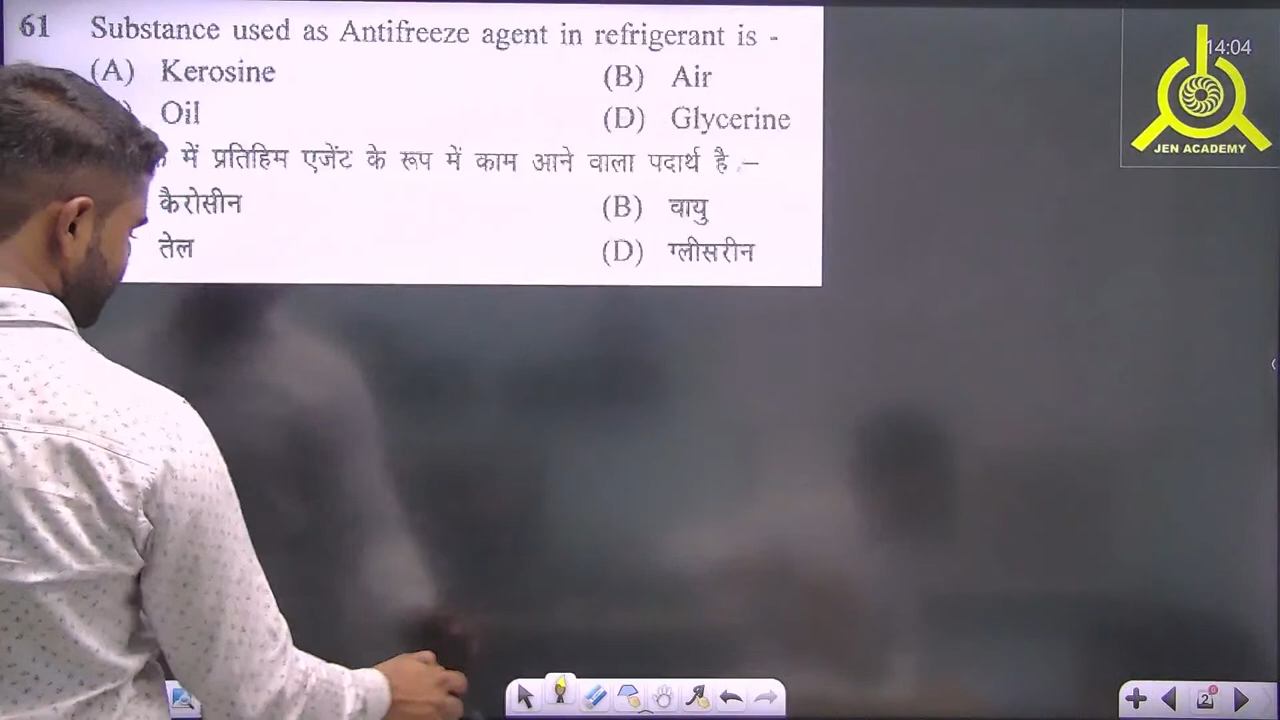 61 Substance used as Antifreeze agent in refrigerant is -
(A) Kerosine (B) Air
Oil (D) Glycerine
में प्रतिहिम एजेंट के रूप में काम आने वाला पदार्थ है –
कैरोसीन (B) वायु
तेल (D) ग्लीसरीन
14:04
JEN ACADEMY
2